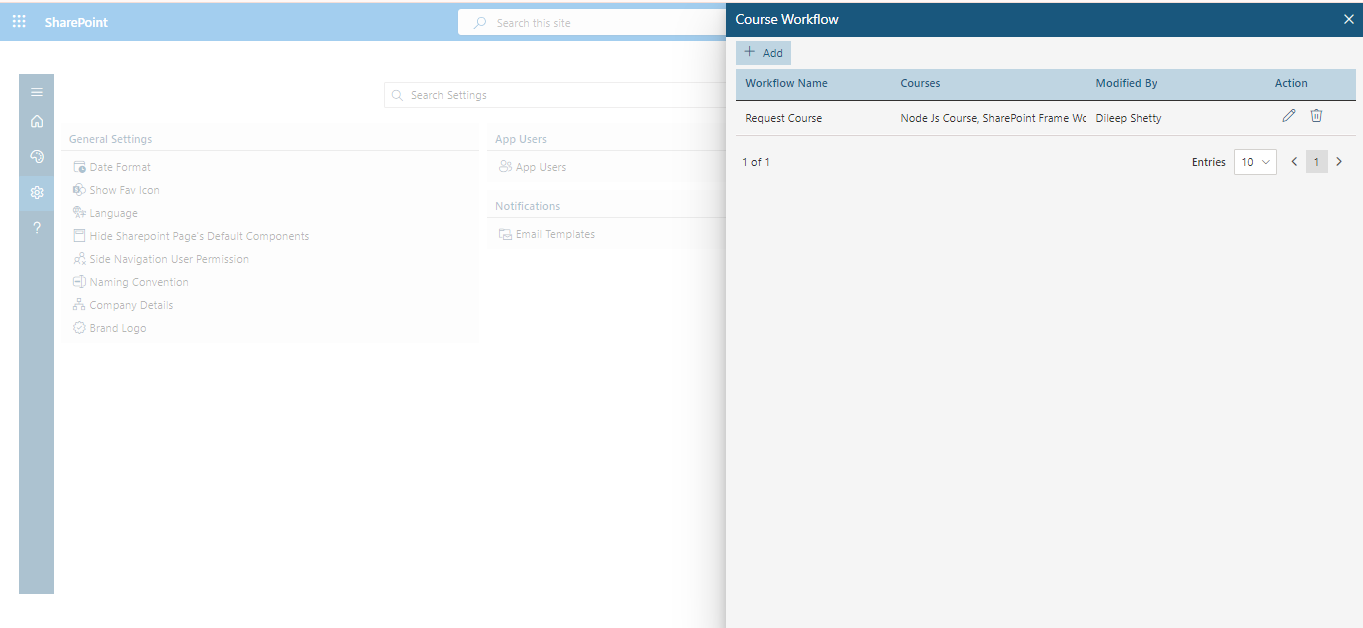 SharePoint
Search this site
Search Settings
General Settings
Date Format
Show Fav Icon
Language
Hide Sharepoint Page's Default Components
Side Navigation User Permission
Naming Convention
Company Details
Brand Logo
App Users
App Users
Notifications
Email Templates
Course Workflow
+ Add
Workflow Name Courses Modified By Action
Request Course Node Js Course, SharePoint Frame Wo Dileep Shetty
1 of 1 Entries 10 1